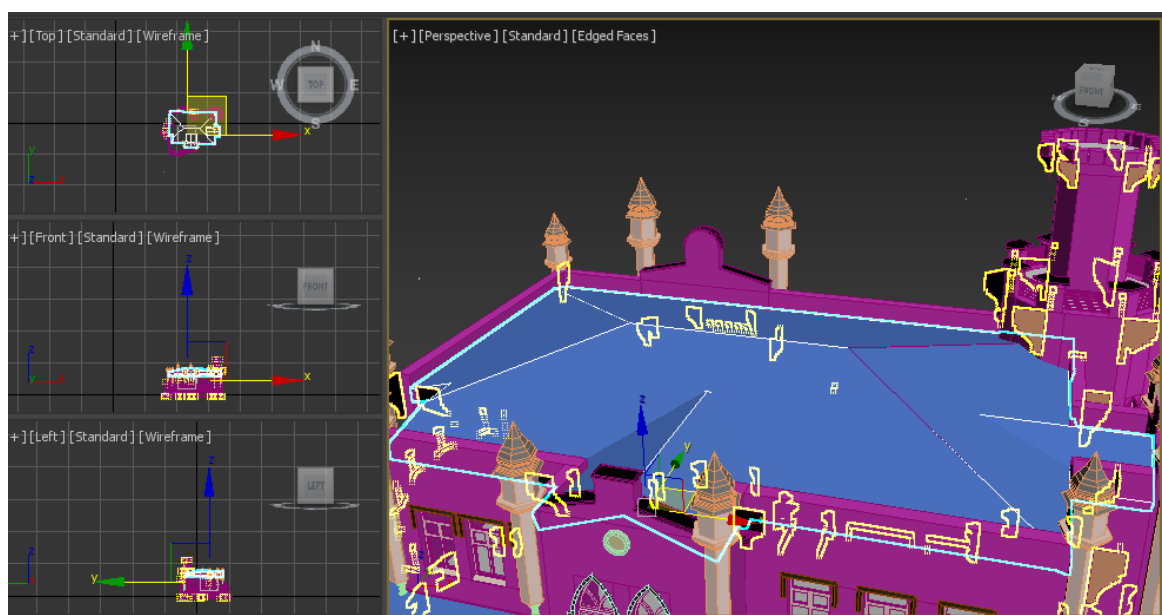 + ] [Top ] [Standard ] [Wireframe ]
N
W TOP E
S
x
y
z
+ ] [Front ] [Standard ] [Wireframe ]
z
FRONT
z
x
y
+ ] [Left ] [Standard ] [Wireframe ]
z
LEFT
z
y
[+ ] [Perspective ] [Standard ] [Edged Faces ]
FRONT
S
E
z
y
z